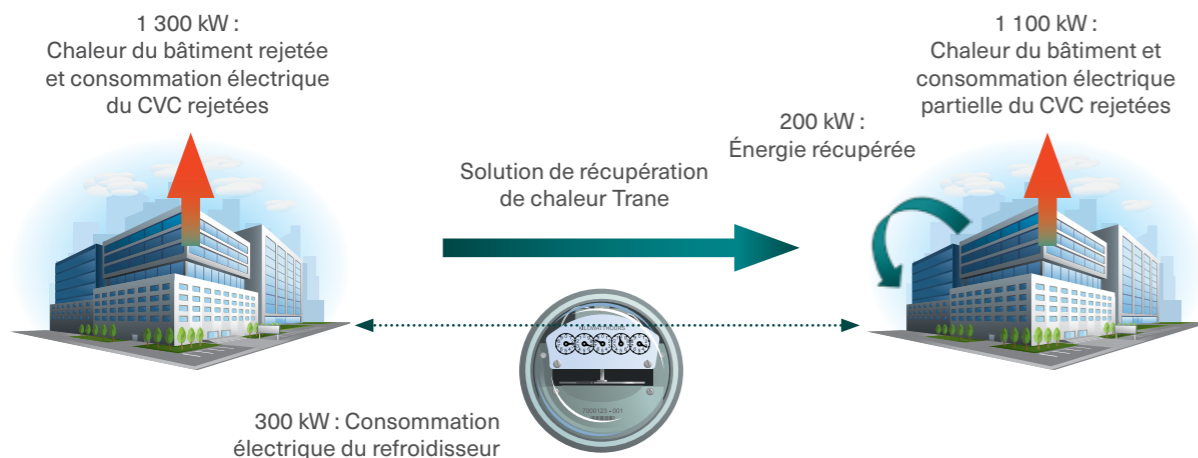 1 300 kW :
Chaleur du bâtiment rejetée
et consommation électrique
du CVC rejetées
Solution de récupération
de chaleur Trane
200 kW :
Énergie récupérée
1 100 kW :
Chaleur du bâtiment et
consommation électrique
partielle du CVC rejetées
300 kW : Consommation
électrique du refroidisseur